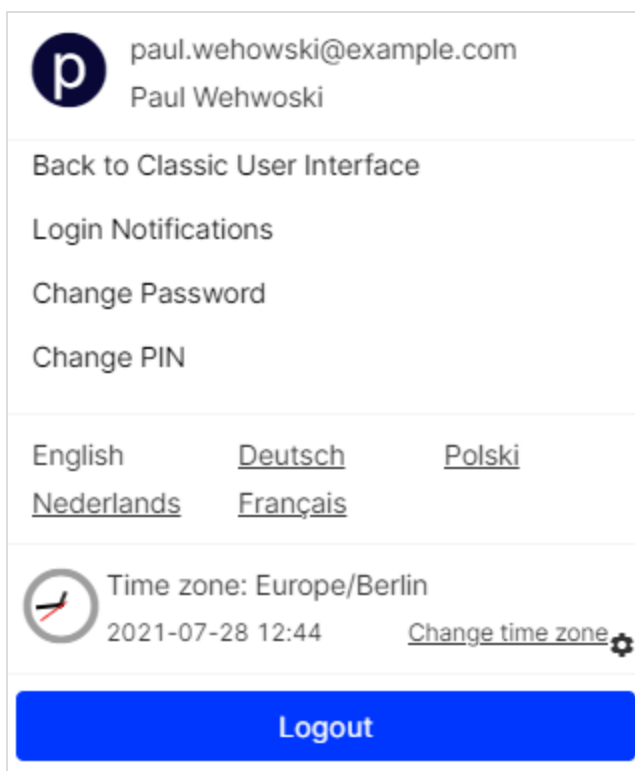 p
paul.wehowski@example.com
Paul Wehwoski
Back to Classic User Interface
Login Notifications
Change Password
Change PIN
English Deutsch Polski
Nederlands Français
Time zone: Europe/Berlin
2021-07-28 12:44 Change time zone
Logout